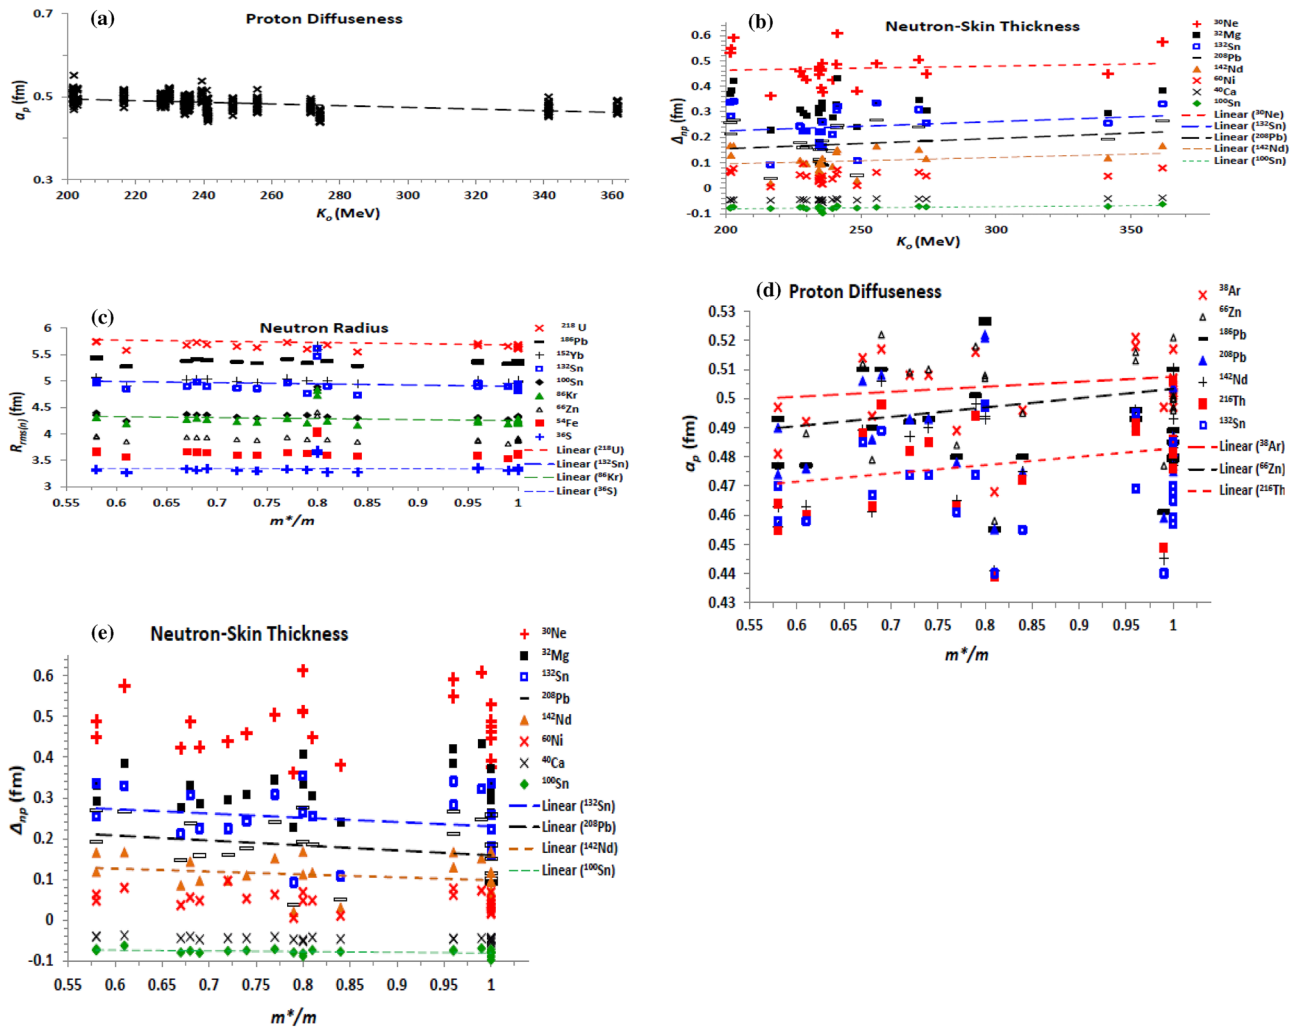 (a)
Proton Diffuseness
0.7
0.5
0.3
a_p (fm)
200 220 240 260 280 300 320 340 360
K_o (MeV)
(b)
Neutron-Skin Thickness
0.6
0.5
0.4
0.3
0.2
0.1
0
-0.1
Δ_np (fm)
200 250 300 350
K_o (MeV)
³⁰Ne
³²Mg
¹³²Sn
²⁰⁸Pb
¹⁴²Nd
⁶⁰Ni
⁴⁰Ca
¹⁰⁰Sn
Linear (³⁰Ne)
Linear (¹³²Sn)
Linear (²⁰⁸Pb)
Linear (¹⁴²Nd)
Linear (¹⁰⁰Sn)
(c)
Neutron Radius
6
5.5
5
4.5
4
3.5
3
R_rms(n) (fm)
0.55 0.6 0.65 0.7 0.75 0.8 0.85 0.9 0.95 1
m*/m
²¹⁸U
¹⁸⁶Pb
¹⁵²Yb
¹³²Sn
¹⁰⁰Sn
⁸⁶Kr
⁶⁶Zn
⁵⁴Fe
³⁶S
Linear (²¹⁸U)
Linear (¹³²Sn)
Linear (⁸⁶Kr)
Linear (³⁶S)
(d)
Proton Diffuseness
0.53
0.52
0.51
0.5
0.49
0.48
0.47
0.46
0.45
0.44
0.43
a_p (fm)
0.55 0.6 0.65 0.7 0.75 0.8 0.85 0.9 0.95 1
m*/m
³⁸Ar
⁶⁶Zn
¹⁸⁶Pb
²⁰⁸Pb
¹⁴²Nd
²¹⁶Th
¹³²Sn
Linear (³⁸Ar)
Linear (⁶⁶Zn)
Linear (²¹⁶Th
(e)
Neutron-Skin Thickness
0.6
0.5
0.4
0.3
0.2
0.1
0
-0.1
Δ_np (fm)
0.55 0.6 0.65 0.7 0.75 0.8 0.85 0.9 0.95 1
m*/m
³⁰Ne
³²Mg
¹³²Sn
²⁰⁸Pb
¹⁴²Nd
⁶⁰Ni
⁴⁰Ca
¹⁰⁰Sn
Linear (¹³²Sn)
Linear (²⁰⁸Pb)
Linear (¹⁴²Nd)
Linear (¹⁰⁰Sn)